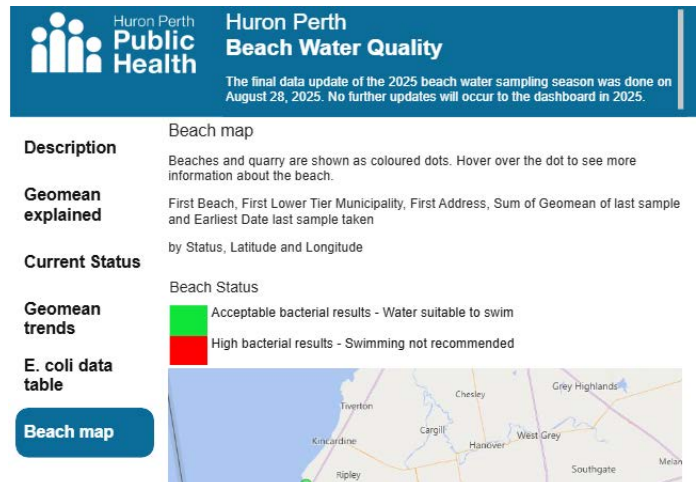 Huron Perth
Public
Health
Huron Perth
Beach Water Quality
The final data update of the 2025 beach water sampling season was done on
August 28, 2025. No further updates will occur to the dashboard in 2025.
Description
Geomean
explained
Current Status
Geomean
trends
E. coli data
table
Beach map
Beach map
Beaches and quarry are shown as coloured dots. Hover over the dot to see more
information about the beach.
First Beach, First Lower Tier Municipality, First Address, Sum of Geomean of last sample
and Earliest Date last sample taken
by Status, Latitude and Longitude
Beach Status
Acceptable bacterial results - Water suitable to swim
High bacterial results - Swimming not recommended
Grey Highlands
Chesley
Tiverton
Cargill
West Grey
Kincardine
Hanover
Melan
Southgate
Ripley